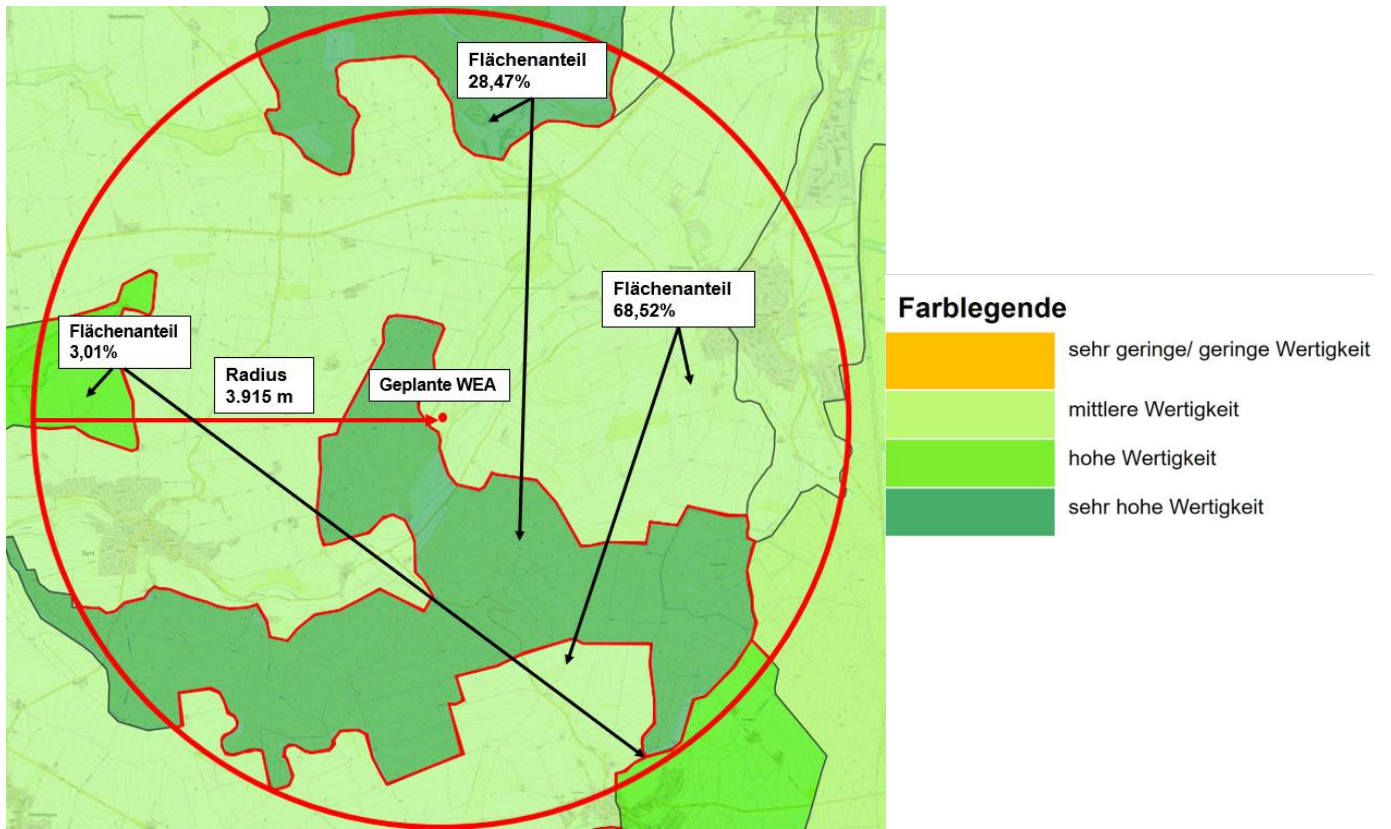 Flächenanteil
28,47%
Flächenanteil
68,52%
Flächenanteil
3,01%
Radius
3.915 m
Geplante WEA
Farblegende
sehr geringe/ geringe Wertigkeit
mittlere Wertigkeit
hohe Wertigkeit
sehr hohe Wertigkeit